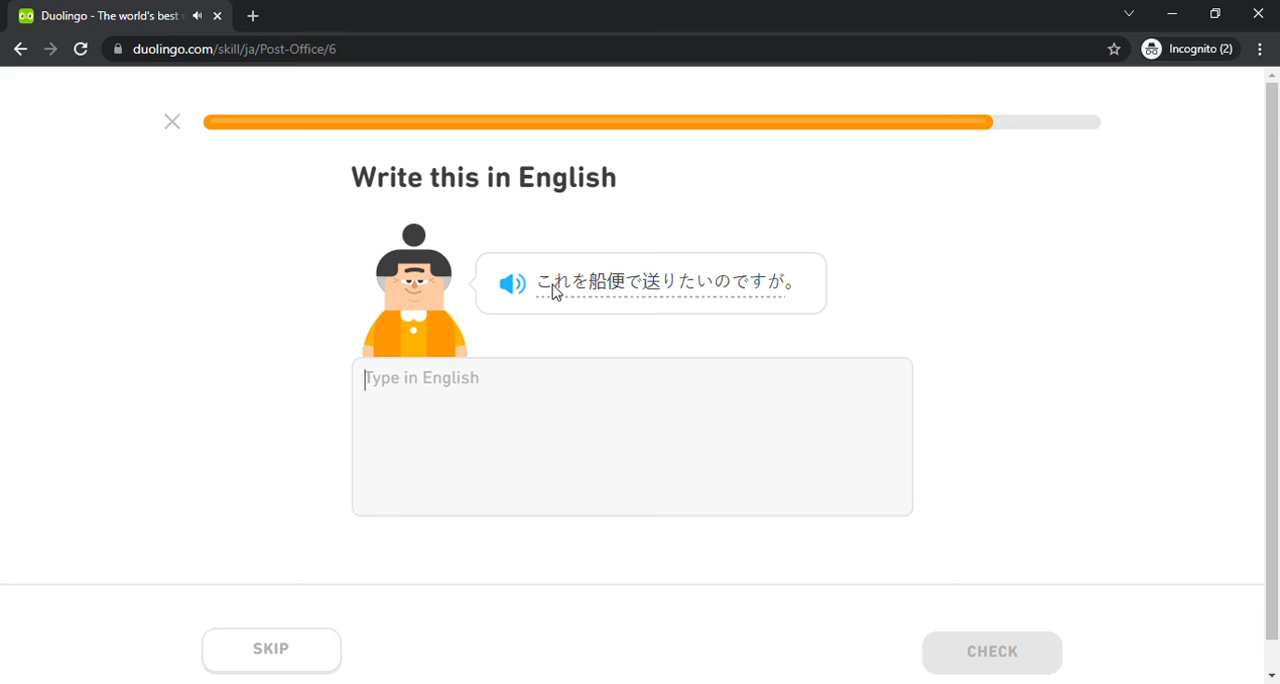 Duolingo - The world's best
duolingo.com/skill/ja/Post-Office/6
Incognito (2)
Write this in English
これを船便で送りたいのですが。
Type in English
SKIP
CHECK